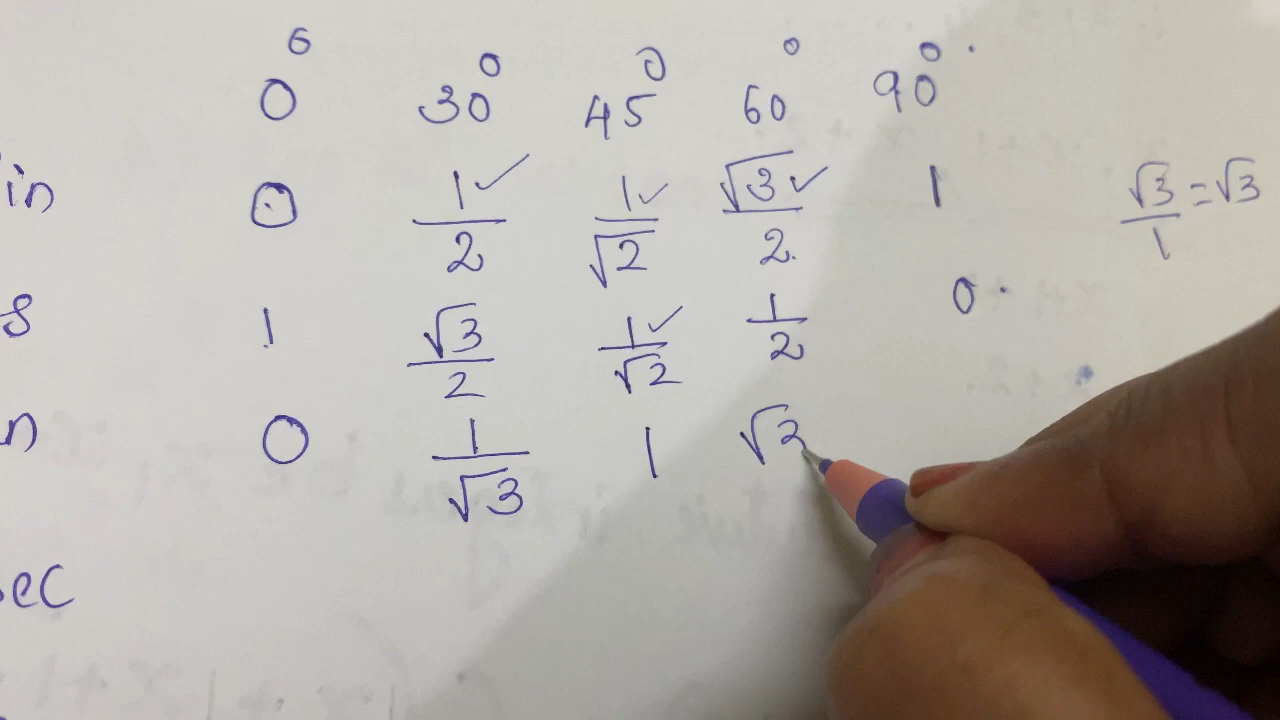 0° 30° 45° 60° 90°
in 0 1/2 1/√2 √3/2 1 √3/1 = √3
s 1 √3/2 1/√2 1/2 0
n 0 1/√3 1 √3
ec